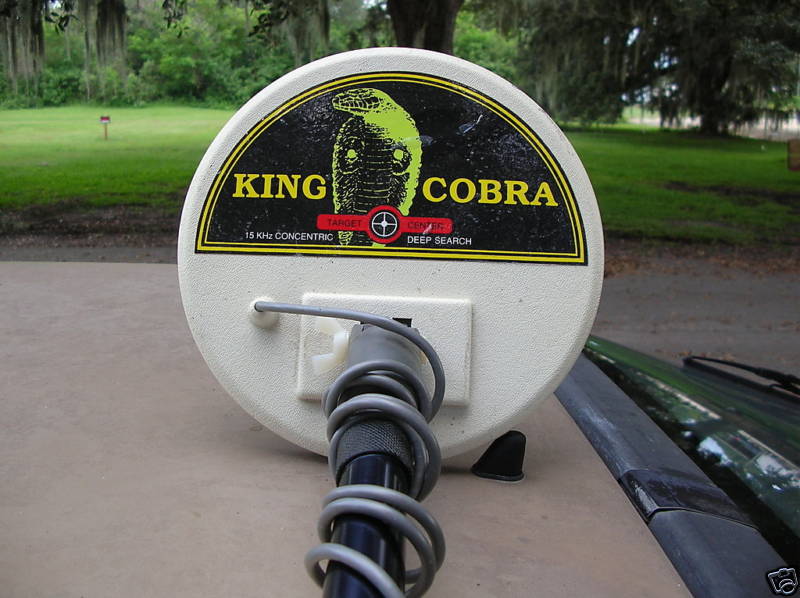 KING COBRA
TARGET CENTER
15 KHz CONCENTRIC DEEP SEARCH